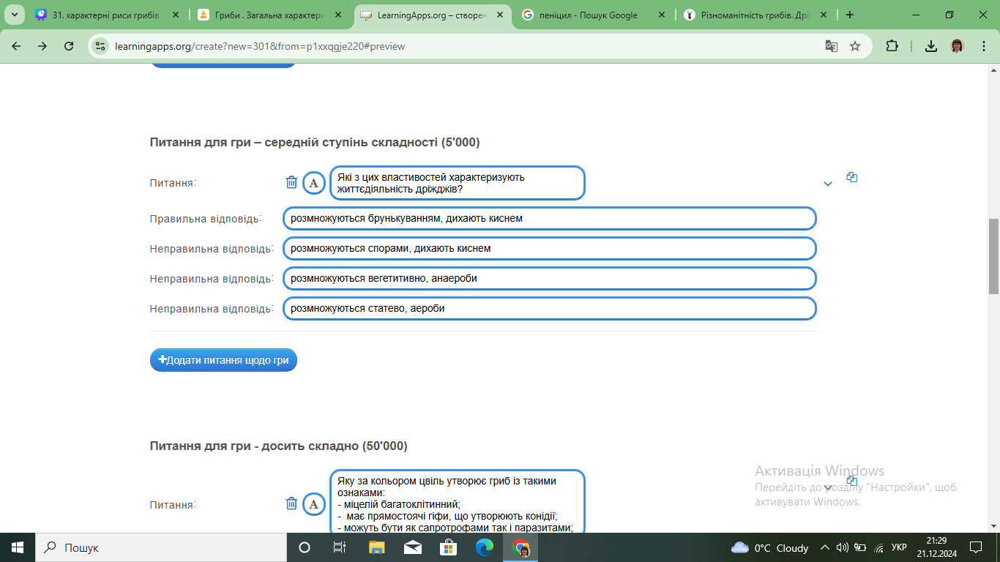 31. характерні риси грибів
Гриби . Загальна характери
LearningApps.org – створен
пеніцил - Пошук Google
Різноманітність грибів. Дрі
learningapps.org/create?new=301&from=p1xxqgje220#preview
Питання для гри – середній ступінь складності (5'000)
Питання:
A
Які з цих властивостей характеризують
життєдіяльність дріжджів?
Правильна відповідь:
розмножуються брунькуванням, дихають киснем
Неправильна відповідь:
розмножуються спорами, дихають киснем
Неправильна відповідь:
розмножуються вегетитивно, анаероби
Неправильна відповідь:
розмножуються статево, аероби
+Додати питання щодо гри
Питання для гри - досить складно (50'000)
Питання:
A
Яку за кольором цвіль утворює гриб із такими
ознаками:
- міцелій багатоклітинний;
- має прямостоячі гіфи, що утворюють конідії;
- можуть бути як сапротрофами так і паразитами;
Активація Windows
Перейдіть до розділу "Настройки", щоб
активувати Windows.
Пошук
0°C Cloudy
УКР
21:29
21.12.2024